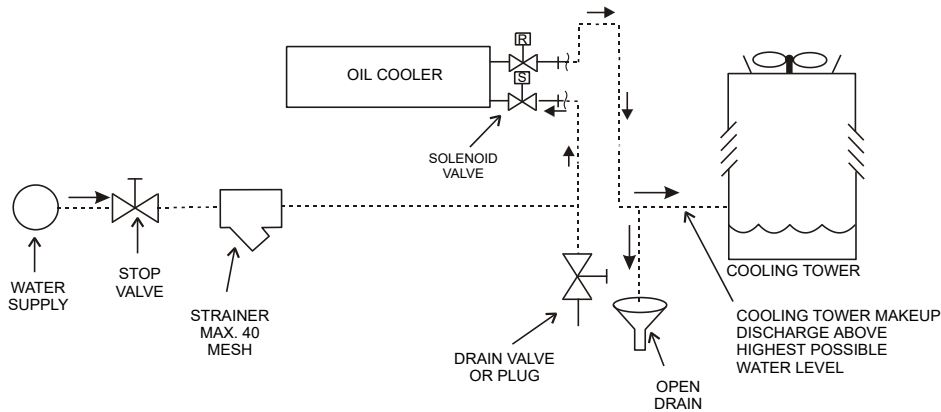 R
OIL COOLER
S
SOLENOID
VALVE
WATER
SUPPLY
STOP
VALVE
STRAINER
MAX. 40
MESH
DRAIN VALVE
OR PLUG
OPEN
DRAIN
COOLING TOWER
COOLING TOWER MAKEUP
DISCHARGE ABOVE
HIGHEST POSSIBLE
WATER LEVEL